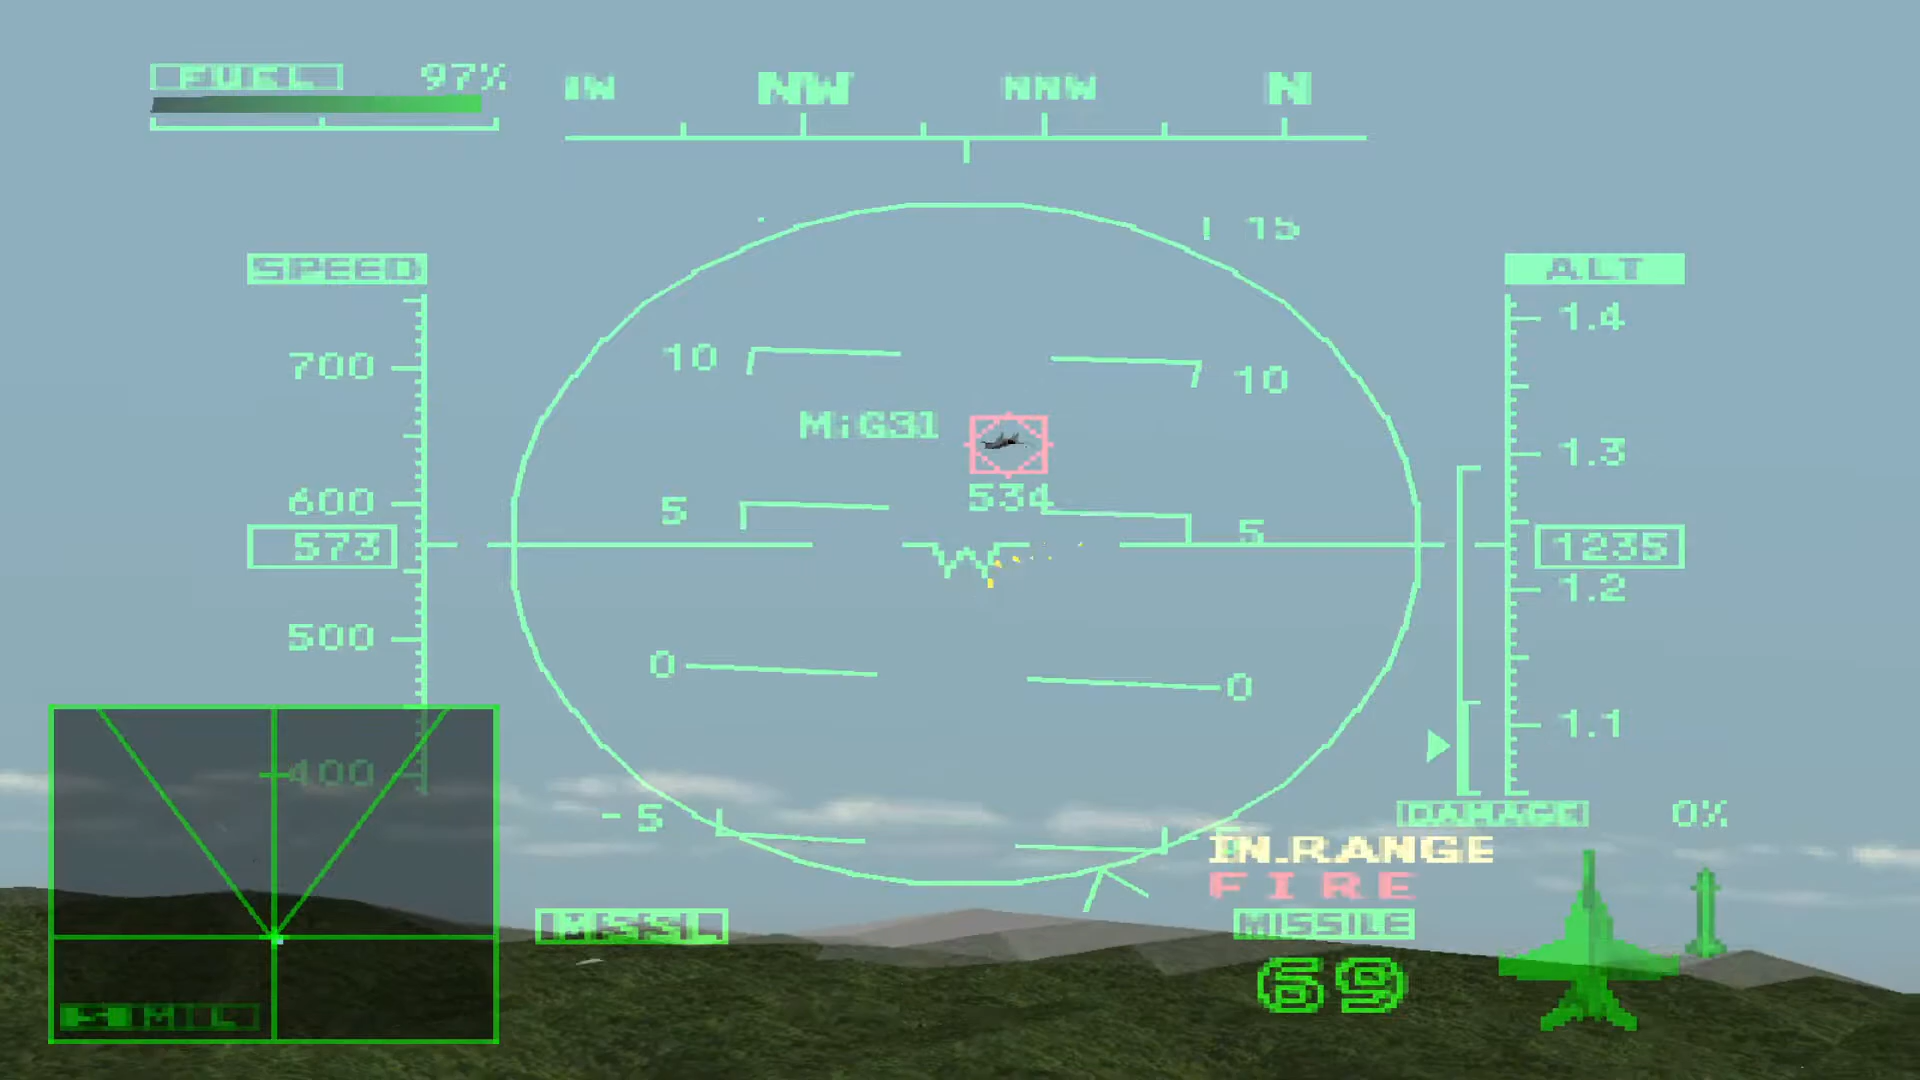 FUEL 97%
NW NNW N
15
SPEED ALT
1.4
700
10 10
MiG31
1.3
534
600
5 5
573 1235
1.2
500
0 0
1.1
400
-5
DAMAGE 0%
IN.RANGE
FIRE
MISSILE
69